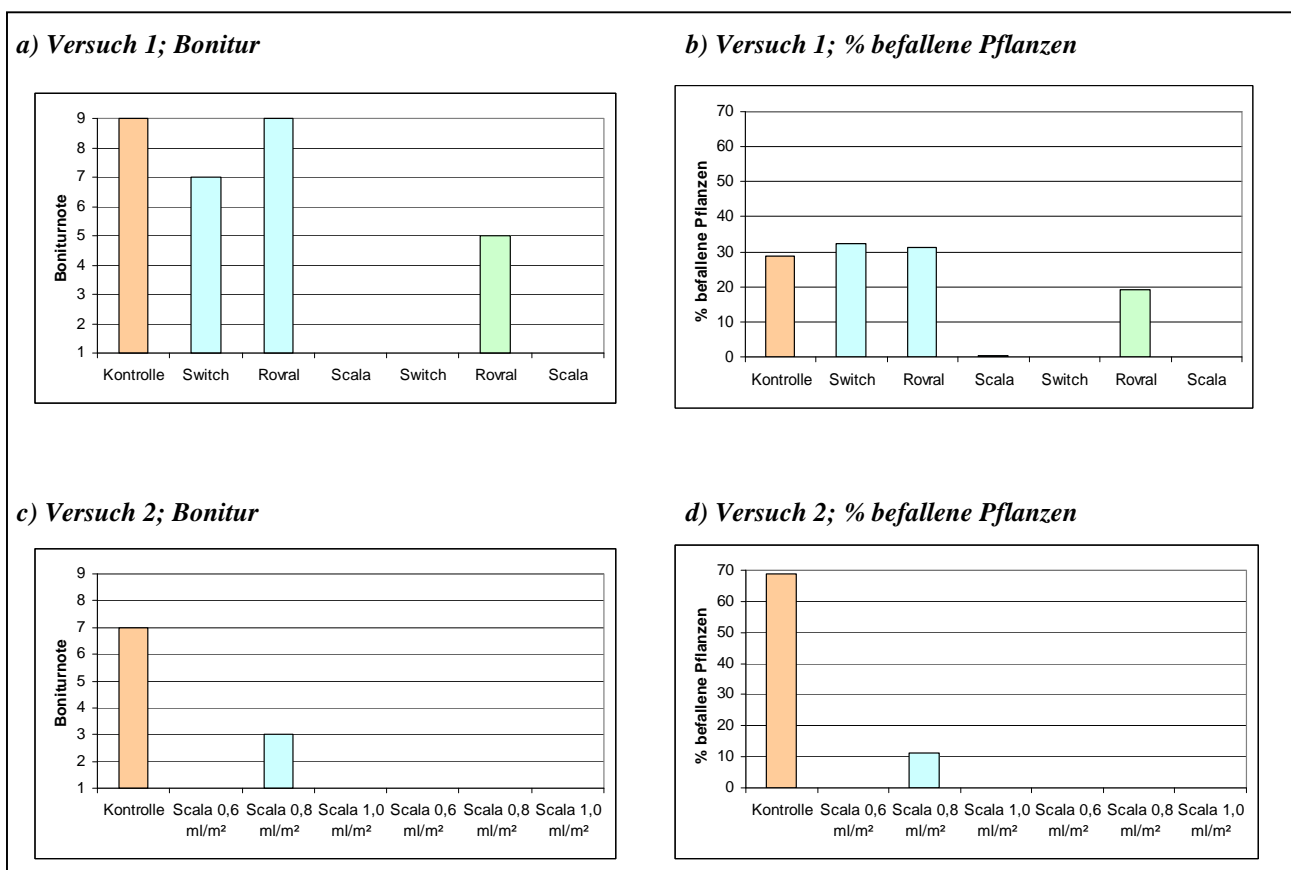 a) Versuch 1; Bonitur
b) Versuch 1; % befallene Pflanzen
Boniturnote
9
8
7
6
5
4
3
2
1
Kontrolle Switch Rovral Scala Switch Rovral Scala
% befallene Pflanzen
70
60
50
40
30
20
10
0
Kontrolle Switch Rovral Scala Switch Rovral Scala
c) Versuch 2; Bonitur
d) Versuch 2; % befallene Pflanzen
Boniturnote
9
8
7
6
5
4
3
2
1
Kontrolle Scala 0,6 Scala 0,8 Scala 1,0 Scala 0,6 Scala 0,8 Scala 1,0
ml/m² ml/m² ml/m² ml/m² ml/m² ml/m²
% befallene Pflanzen
70
60
50
40
30
20
10
0
Kontrolle Scala 0,6 Scala 0,8 Scala 1,0 Scala 0,6 Scala 0,8 Scala 1,0
ml/m² ml/m² ml/m² ml/m² ml/m² ml/m²